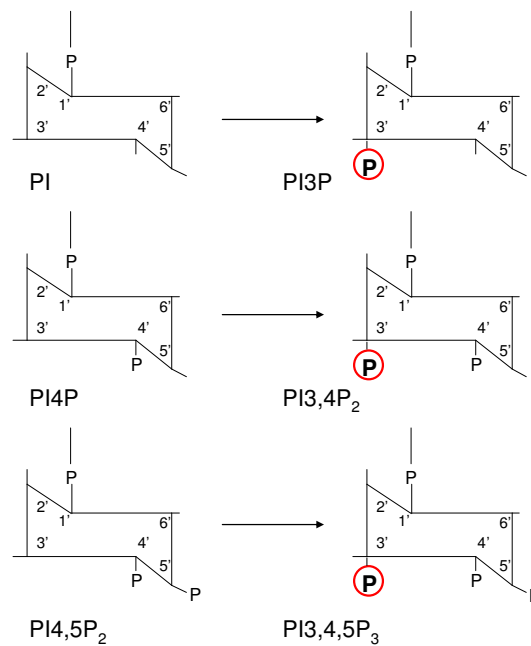 P P
2' 6' 2' 6'
1' 1'
3' 4' 3' 4'
5' 5'
P
PI PI3P
P P
2' 6' 2' 6'
1' 1'
3' 4' 3' 4'
5' 5'
P P P
PI4P PI3,4P₂
P P
2' 6' 2' 6'
1' 1'
3' 4' 3' 4'
5' 5'
P P P P P
PI4,5P₂ PI3,4,5P₃